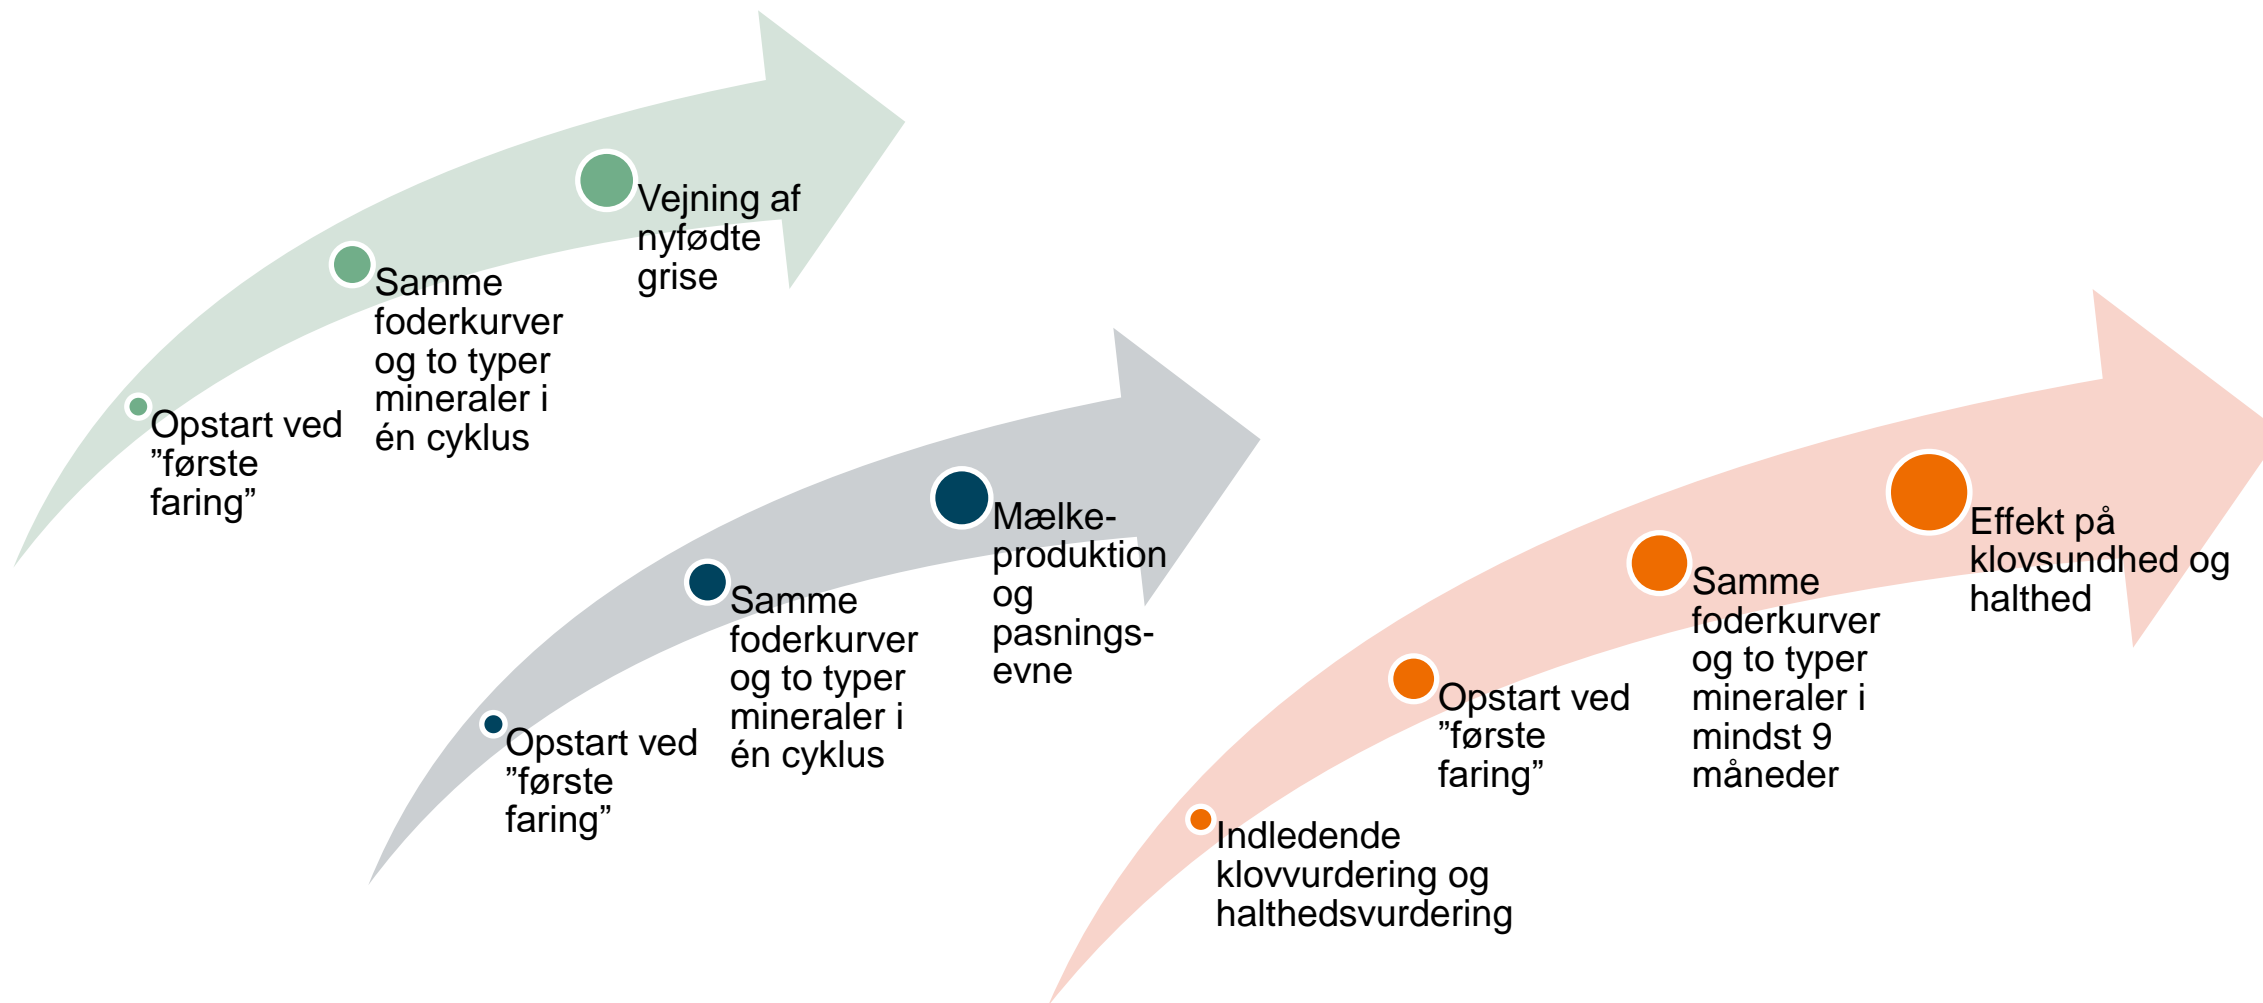 Opstart ved
”første
faring”
Samme
foderkurver
og to typer
mineraler i
én cyklus
Vejning af
nyfødte
grise
Opstart ved
”første
faring”
Samme
foderkurver
og to typer
mineraler i
én cyklus
Mælke-
produktion
og
pasnings-
evne
Indledende
klovvurdering og
halthedsvurdering
Opstart ved
”første
faring”
Samme
foderkurver
og to typer
mineraler i
mindst 9
måneder
Effekt på
klovsundhed og
halthed